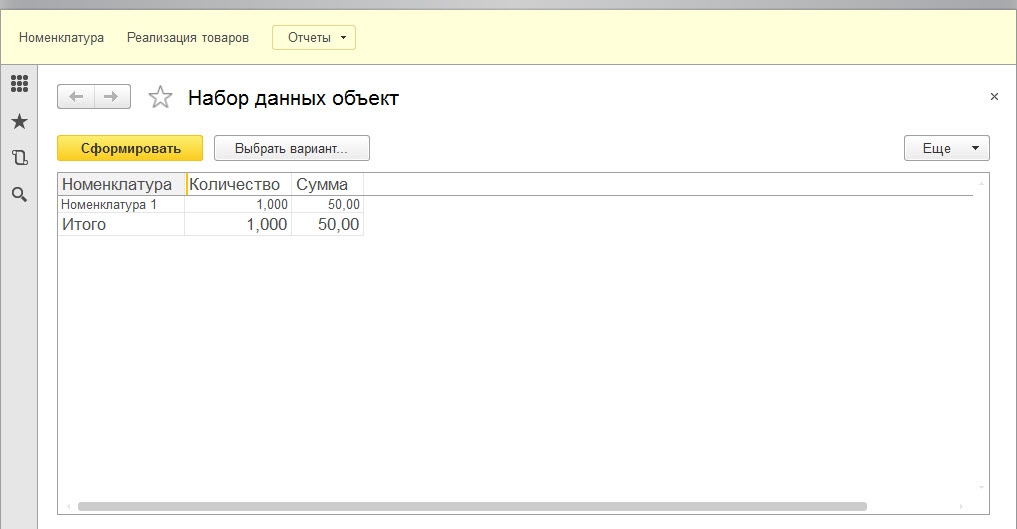 Номенклатура Реализация товаров Отчеты
Набор данных объект
Сформировать Выбрать вариант... Еще
Номенклатура Количество Сумма
Номенклатура 1 1,000 50,00
Итого 1,000 50,00